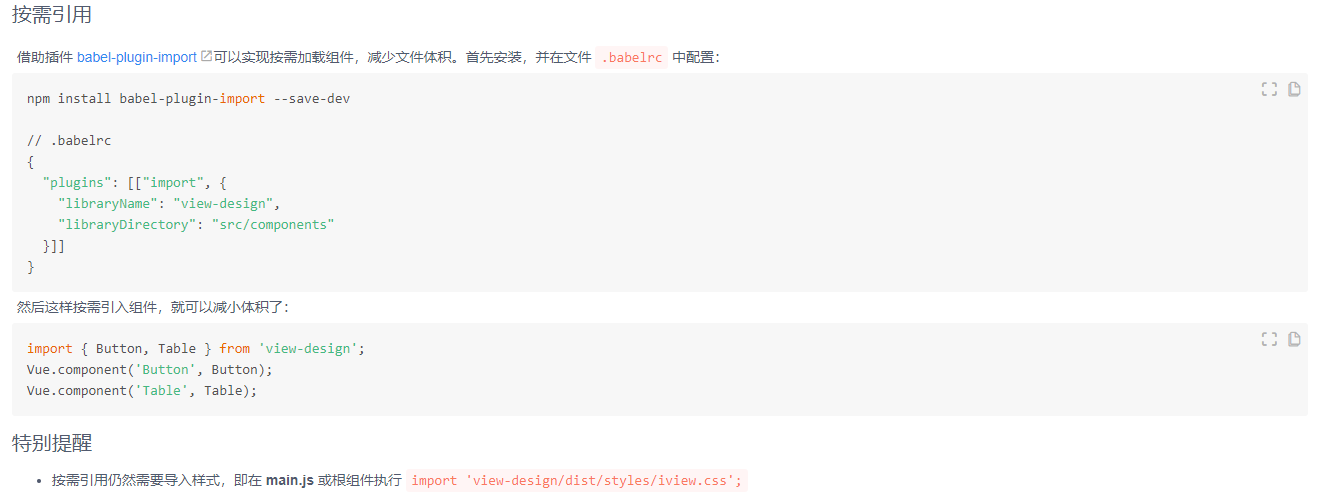 按需引用
借助插件 babel-plugin-import 可以实现按需加载组件，减少文件体积。首先安装，并在文件 .babelrc 中配置：
npm install babel-plugin-import --save-dev
// .babelrc
{
  "plugins": [["import", {
    "libraryName": "view-design",
    "libraryDirectory": "src/components"
  }]]
}
然后这样按需引入组件，就可以减小体积了：
import { Button, Table } from 'view-design';
Vue.component('Button', Button);
Vue.component('Table', Table);
特别提醒
• 按需引用仍然需要导入样式，即在 main.js 或根组件执行 import 'view-design/dist/styles/iview.css';